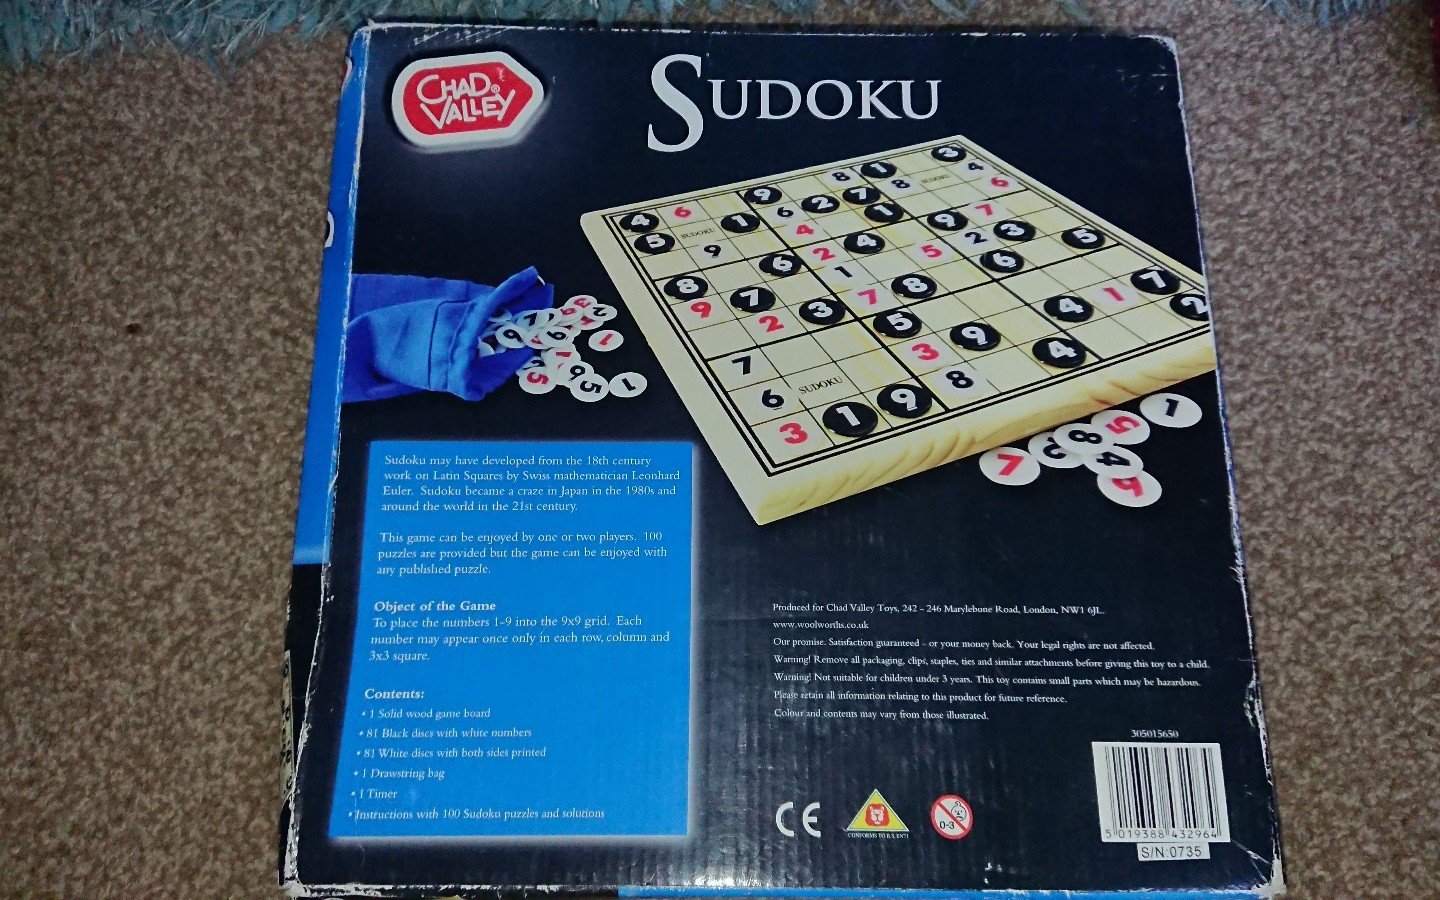 CHAD
VALLEY®
SUDOKU
SUDOKU
SUDOKU
SUDOKU
Sudoku may have developed from the 18th century
work on Latin Squares by Swiss mathematician Leonhard
Euler. Sudoku became a craze in Japan in the 1980s and
around the world in the 21st century.
This game can be enjoyed by one or two players. 100
puzzles are provided but the game can be enjoyed with
any published puzzle.
Object of the Game
To place the numbers 1-9 into the 9x9 grid. Each
number may appear once only in each row, column and
3x3 square.
Contents:
• 1 Solid wood game board
• 81 Black discs with white numbers
• 81 White discs with both sides printed
• 1 Drawstring bag
• 1 Timer
• Instructions with 100 Sudoku puzzles and solutions
Produced for Chad Valley Toys, 242 - 246 Marylebone Road, London, NW1 6JL.
www.woolworths.co.uk
Our promise. Satisfaction guaranteed - or your money back. Your legal rights are not affected.
Warning! Remove all packaging, clips, staples, ties and similar attachments before giving this toy to a child.
Warning! Not suitable for children under 3 years. This toy contains small parts which may be hazardous.
Please retain all information relating to this product for future reference.
Colour and contents may vary from those illustrated.
305015650
CE
CONFORMS TO B.S. EN71
0-3
5 019388 432964
S/N:0735